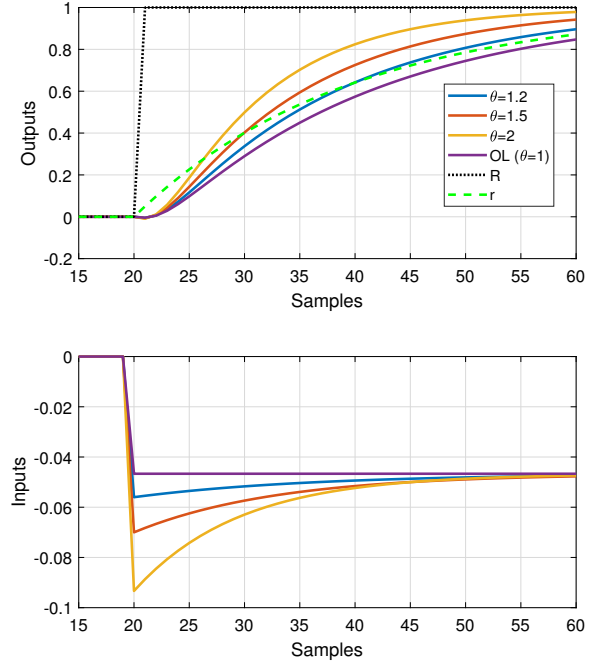 1
0.8
0.6
0.4
0.2
0
-0.2
Outputs
θ=1.2
θ=1.5
θ=2
OL (θ=1)
R
r
15 20 25 30 35 40 45 50 55 60
Samples
0
-0.02
-0.04
-0.06
-0.08
-0.1
Inputs
15 20 25 30 35 40 45 50 55 60
Samples